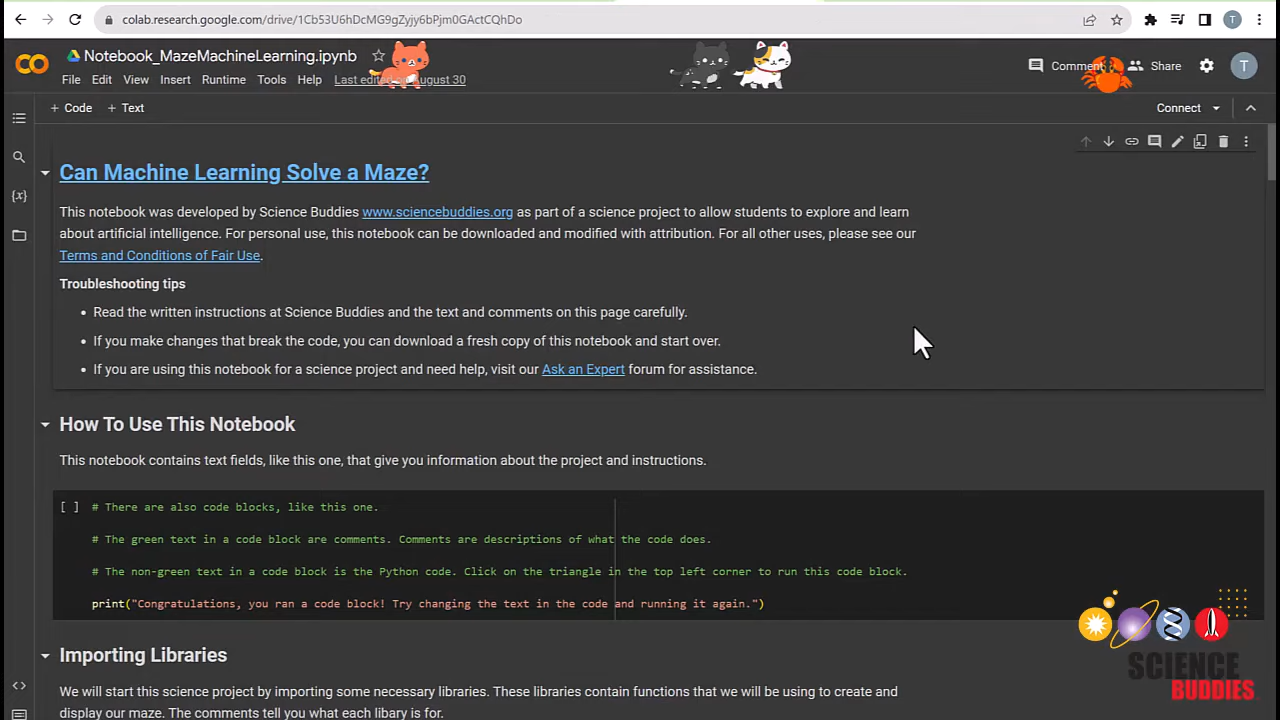 colab.research.google.com/drive/1Cb53U6hDcMG9gZyjy6bPjm0GActCQhDo
T
Notebook_MazeMachineLearning.ipynb
File Edit View Insert Runtime Tools Help Last edited on August 30
Comment Share T
+ Code + Text
Connect
Can Machine Learning Solve a Maze?
This notebook was developed by Science Buddies www.sciencebuddies.org as part of a science project to allow students to explore and learn
about artificial intelligence. For personal use, this notebook can be downloaded and modified with attribution. For all other uses, please see our
Terms and Conditions of Fair Use.
Troubleshooting tips
• Read the written instructions at Science Buddies and the text and comments on this page carefully.
• If you make changes that break the code, you can download a fresh copy of this notebook and start over.
• If you are using this notebook for a science project and need help, visit our Ask an Expert forum for assistance.
How To Use This Notebook
This notebook contains text fields, like this one, that give you information about the project and instructions.
[ ] # There are also code blocks, like this one.
# The green text in a code block are comments. Comments are descriptions of what the code does.
# The non-green text in a code block is the Python code. Click on the triangle in the top left corner to run this code block.
print("Congratulations, you ran a code block! Try changing the text in the code and running it again.")
SCIENCE
BUDDIES
Importing Libraries
We will start this science project by importing some necessary libraries. These libraries contain functions that we will be using to create and
display our maze. The comments tell you what each libary is for.